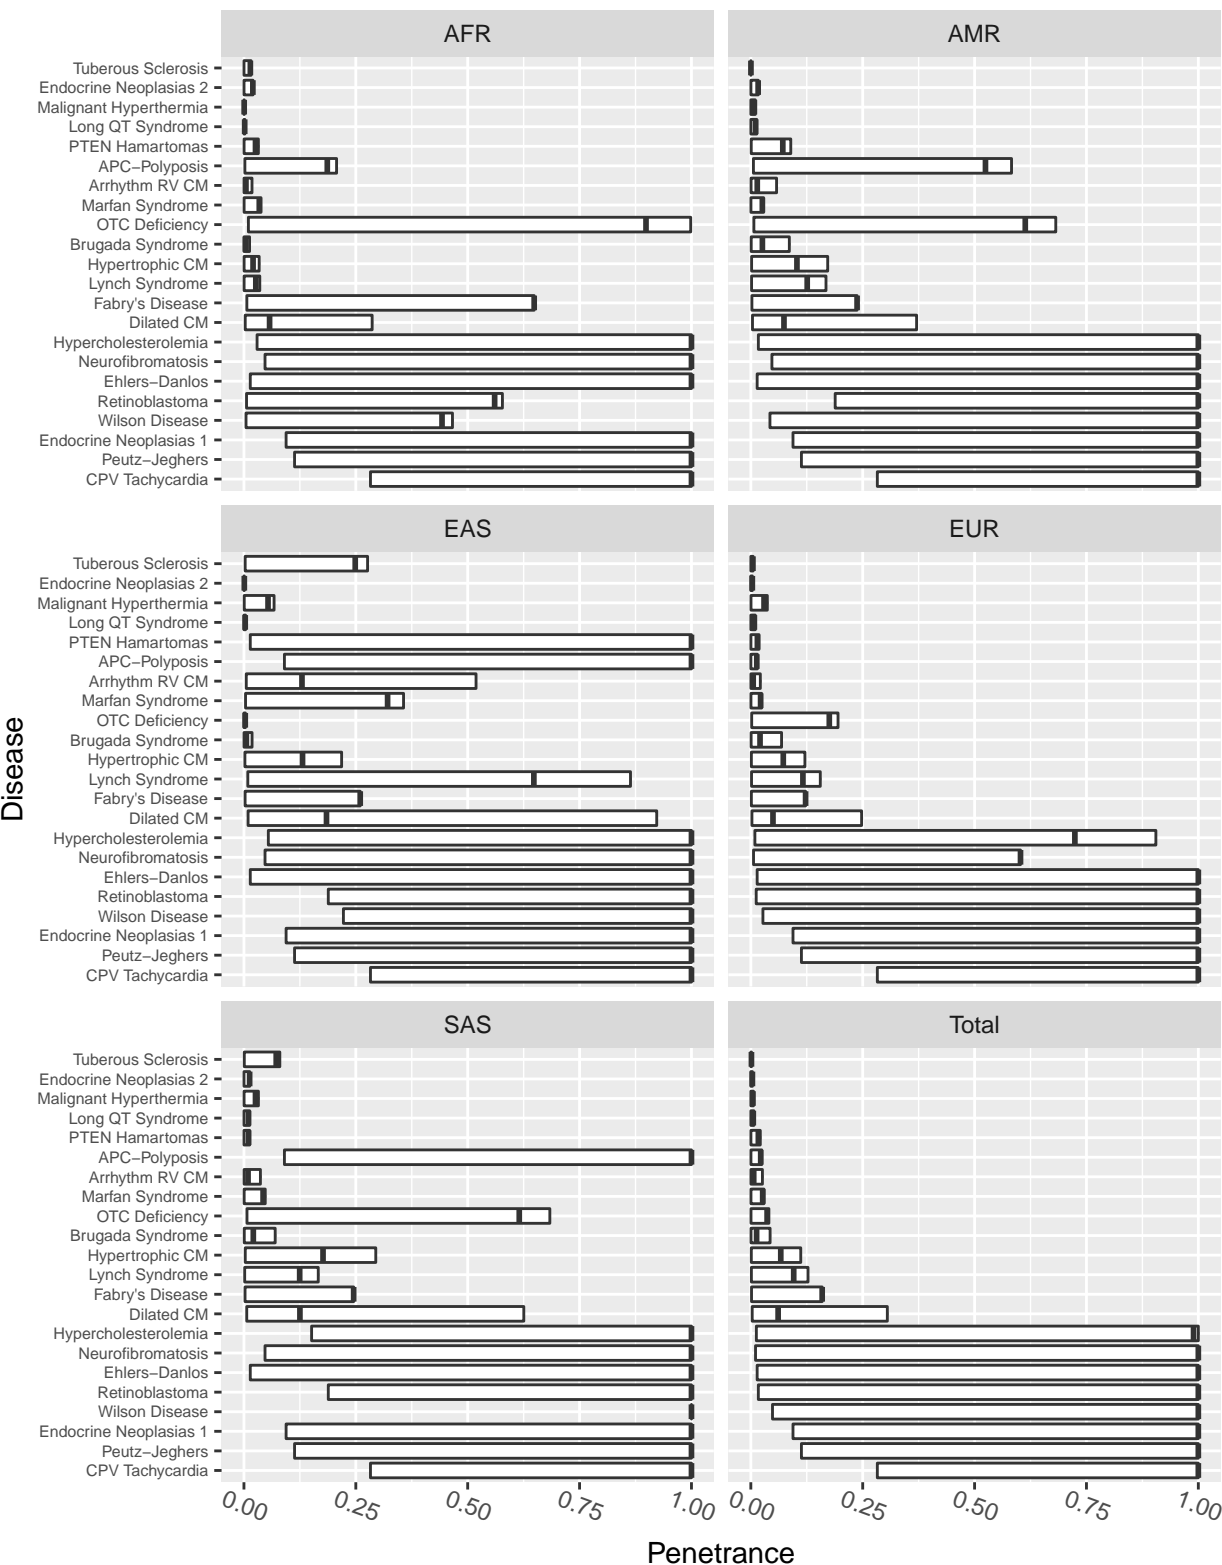 AFR
AMR
Tuberous Sclerosis
Endocrine Neoplasias 2
Malignant Hyperthermia
Long QT Syndrome
PTEN Hamartomas
APC−Polyposis
Arrhythm RV CM
Marfan Syndrome
OTC Deficiency
Brugada Syndrome
Hypertrophic CM
Lynch Syndrome
Fabry's Disease
Dilated CM
Hypercholesterolemia
Neurofibromatosis
Ehlers−Danlos
Retinoblastoma
Wilson Disease
Endocrine Neoplasias 1
Peutz−Jeghers
CPV Tachycardia
EAS
EUR
Tuberous Sclerosis
Endocrine Neoplasias 2
Malignant Hyperthermia
Long QT Syndrome
PTEN Hamartomas
APC−Polyposis
Arrhythm RV CM
Marfan Syndrome
OTC Deficiency
Brugada Syndrome
Hypertrophic CM
Lynch Syndrome
Fabry's Disease
Dilated CM
Hypercholesterolemia
Neurofibromatosis
Ehlers−Danlos
Retinoblastoma
Wilson Disease
Endocrine Neoplasias 1
Peutz−Jeghers
CPV Tachycardia
Disease
SAS
Total
Tuberous Sclerosis
Endocrine Neoplasias 2
Malignant Hyperthermia
Long QT Syndrome
PTEN Hamartomas
APC−Polyposis
Arrhythm RV CM
Marfan Syndrome
OTC Deficiency
Brugada Syndrome
Hypertrophic CM
Lynch Syndrome
Fabry's Disease
Dilated CM
Hypercholesterolemia
Neurofibromatosis
Ehlers−Danlos
Retinoblastoma
Wilson Disease
Endocrine Neoplasias 1
Peutz−Jeghers
CPV Tachycardia
0.00 0.25 0.50 0.75 1.00
0.00 0.25 0.50 0.75 1.00
Penetrance